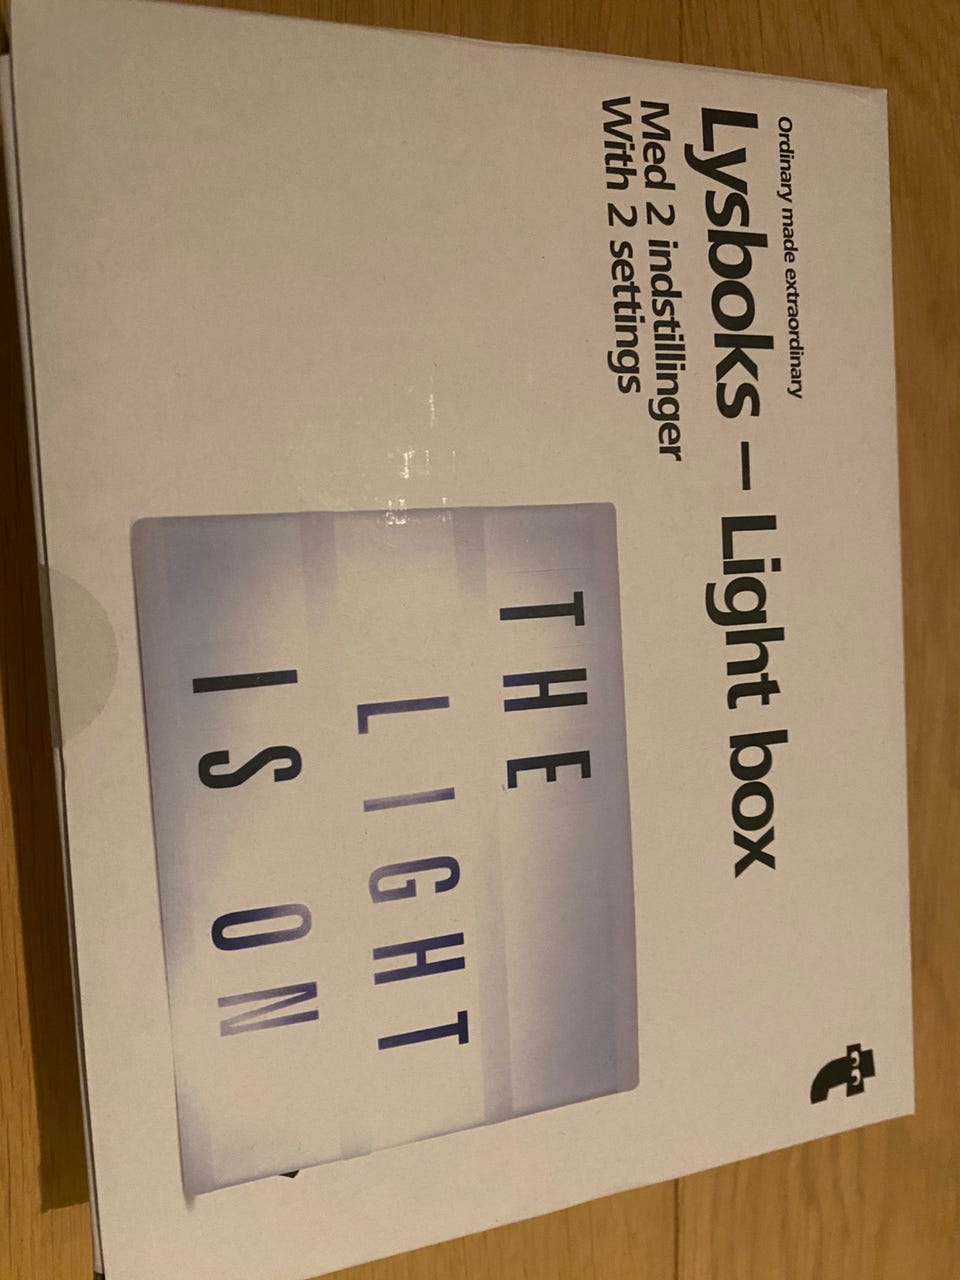 Ordinary made extraordinary
Lysboks – Light box
Med 2 indstillinger
With 2 settings
THE
LIGHT
IS ON
t